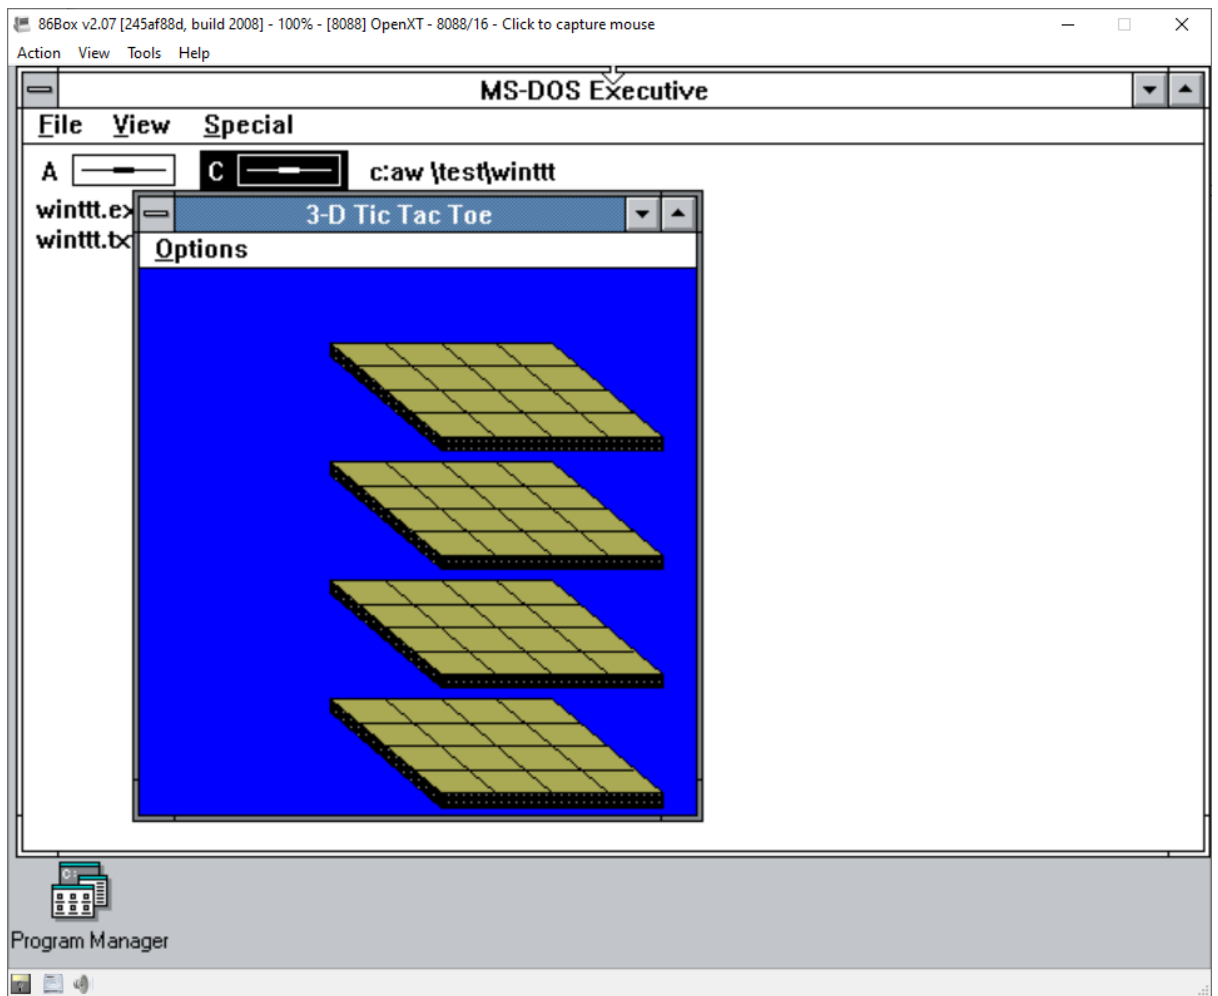 86Box v2.07 [245af88d, build 2008] - 100% - [8088] OpenXT - 8088/16 - Click to capture mouse
Action View Tools Help
MS-DOS Executive
File View Special
A C c:aw \test\winttt
winttt.ex
winttt.tx
3-D Tic Tac Toe
Options
C:
Program Manager